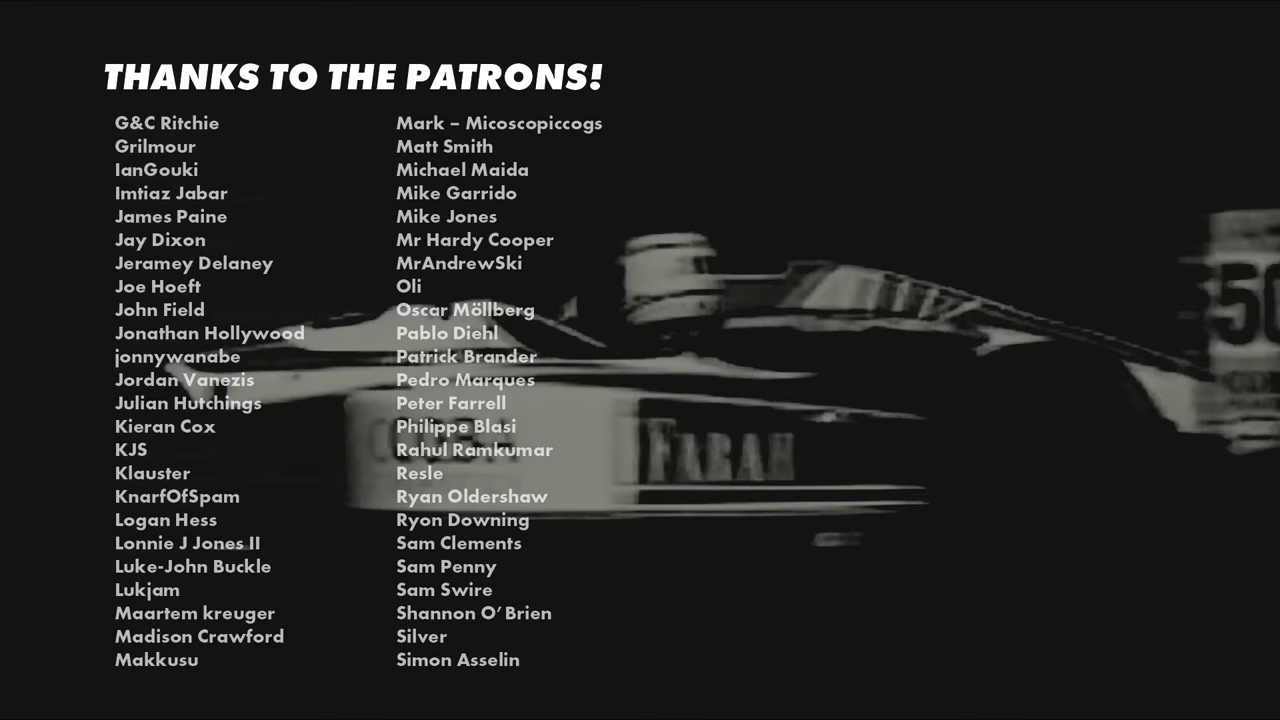 THANKS TO THE PATRONS!
G&C Ritchie
Grilmour
IanGouki
Imtiaz Jabar
James Paine
Jay Dixon
Jeramey Delaney
Joe Hoeft
John Field
Jonathan Hollywood
jonnywanabe
Jordan Vanezis
Julian Hutchings
Kieran Cox
KJS
Klauster
KnarfOfSpam
Logan Hess
Lonnie J Jones II
Luke-John Buckle
Lukjam
Maartem kreuger
Madison Crawford
Makkusu
Mark – Micoscopiccogs
Matt Smith
Michael Maida
Mike Garrido
Mike Jones
Mr Hardy Cooper
MrAndrewSki
Oli
Oscar Möllberg
Pablo Diehl
Patrick Brander
Pedro Marques
Peter Farrell
Philippe Blasi
Rahul Ramkumar
Resle
Ryan Oldershaw
Ryon Downing
Sam Clements
Sam Penny
Sam Swire
Shannon O’Brien
Silver
Simon Asselin
FARAH
50